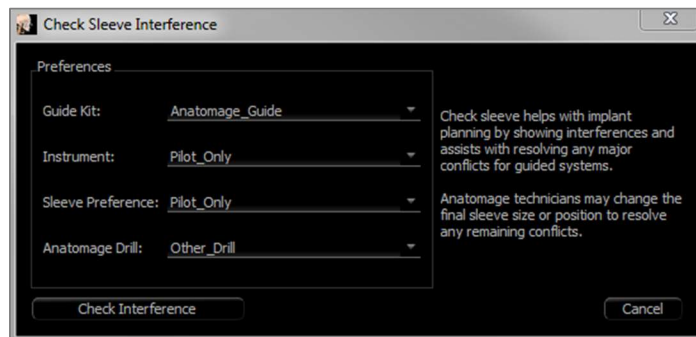 Check Sleeve Interference
Preferences
Guide Kit: Anatomage_Guide
Instrument: Pilot_Only
Sleeve Preference: Pilot_Only
Anatomage Drill: Other_Drill
Check sleeve helps with implant
planning by showing interferences and
assists with resolving any major
conflicts for guided systems.
Anatomage technicians may change the
final sleeve size or position to resolve
any remaining conflicts.
Check Interference
Cancel